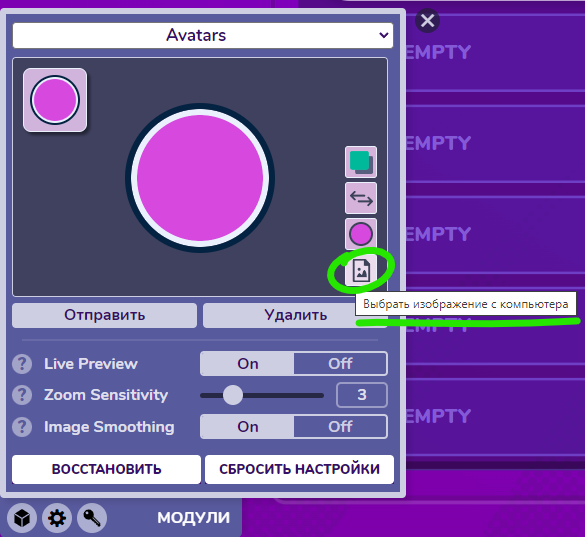 Avatars
EMPTY
EMPTY
EMPTY
Выбрать изображение с компьютера
EMPTY
Отправить
Удалить
? Live Preview On Off
? Zoom Sensitivity 3
? Image Smoothing On Off
EMPTY
ВОССТАНОВИТЬ
СБРОСИТЬ НАСТРОЙКИ
МОДУЛИ